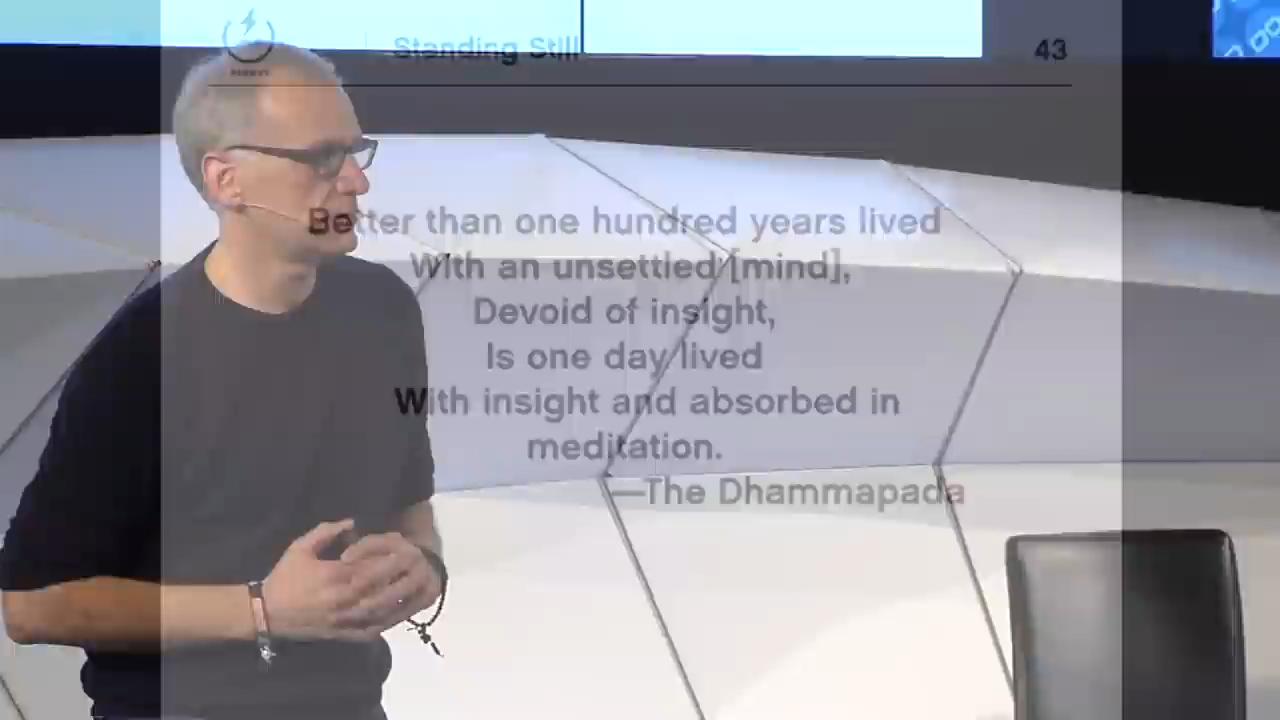 Standing Still
43
Better than one hundred years lived
With an unsettled [mind],
Devoid of insight,
Is one day lived
With insight and absorbed in
meditation.
—The Dhammapada